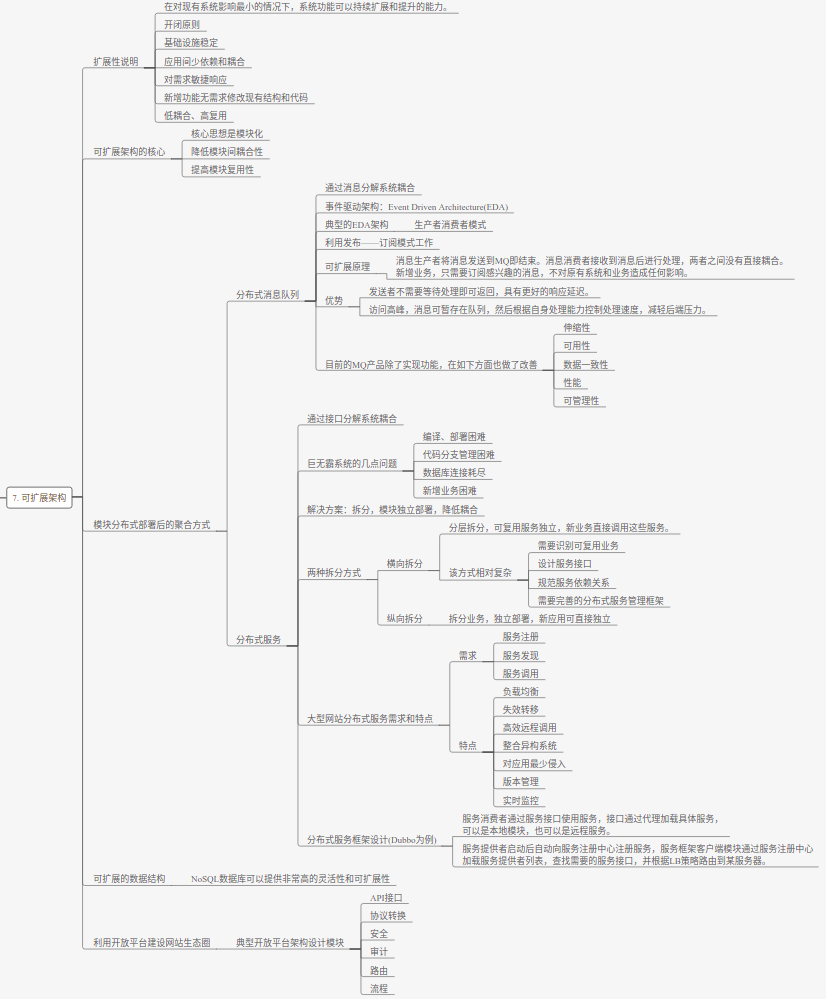 7. 可扩展架构
扩展性说明
在对现有系统影响最小的情况下，系统功能可以持续扩展和提升的能力。
开闭原则
基础设施稳定
应用间少依赖和耦合
对需求敏捷响应
新增功能无需求修改现有结构和代码
低耦合、高复用
可扩展架构的核心
核心思想是模块化
降低模块间耦合性
提高模块复用性
模块分布式部署后的聚合方式
分布式消息队列
通过消息分解系统耦合
事件驱动架构：Event Driven Architecture(EDA)
典型的EDA架构
生产者消费者模式
利用发布——订阅模式工作
可扩展原理
消息生产者将消息发送到MQ即结束。消息消费者接收到消息后进行处理，两者之间没有直接耦合。
新增业务，只需要订阅感兴趣的消息，不对原有系统和业务造成任何影响。
优势
发送者不需要等待处理即可返回，具有更好的响应延迟。
访问高峰，消息可暂存在队列，然后根据自身处理能力控制处理速度，减轻后端压力。
目前的MQ产品除了实现功能，在如下方面也做了改善
伸缩性
可用性
数据一致性
性能
可管理性
分布式服务
通过接口分解系统耦合
巨无霸系统的几点问题
编译、部署困难
代码分支管理困难
数据库连接耗尽
新增业务困难
解决方案：拆分，模块独立部署，降低耦合
两种拆分方式
横向拆分
分层拆分，可复用服务独立，新业务直接调用这些服务。
该方式相对复杂
需要识别可复用业务
设计服务接口
规范服务依赖关系
需要完善的分布式服务管理框架
纵向拆分
拆分业务，独立部署，新应用可直接独立
大型网站分布式服务需求和特点
需求
服务注册
服务发现
服务调用
特点
负载均衡
失效转移
高效远程调用
整合异构系统
对应用最少侵入
版本管理
实时监控
分布式服务框架设计(Dubbo为例)
服务消费者通过服务接口使用服务，接口通过代理加载具体服务，
可以是本地模块，也可以是远程服务。
服务提供者启动后自动向服务注册中心注册服务，服务框架客户端模块通过服务注册中心
加载服务提供者列表，查找需要的服务接口，并根据LB策略路由到某服务器。
可扩展的数据结构
NoSQL数据库可以提供非常高的灵活性和可扩展性
利用开放平台建设网站生态圈
典型开放平台架构设计模块
API接口
协议转换
安全
审计
路由
流程